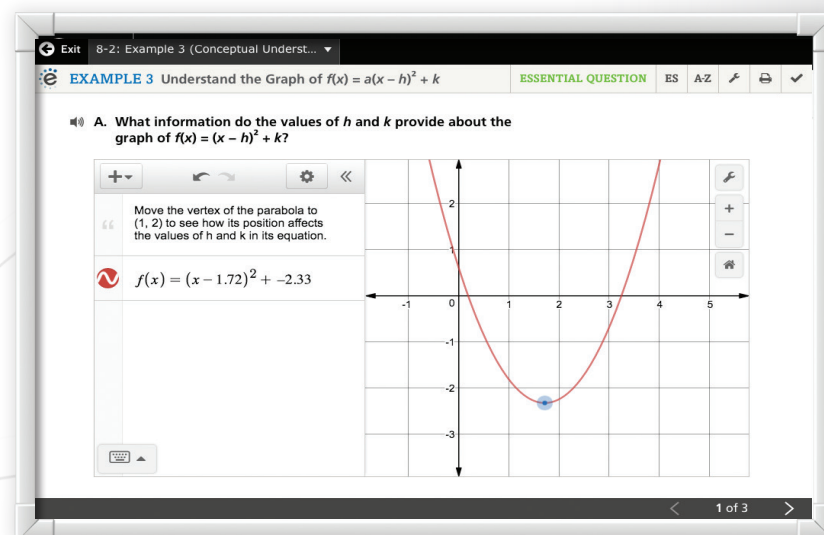 Exit 8-2: Example 3 (Conceptual Underst... ▼
EXAMPLE 3 Understand the Graph of f(x) = a(x – h)² + k
ESSENTIAL QUESTION ES A-Z
A. What information do the values of h and k provide about the
graph of f(x) = (x – h)² + k?
Move the vertex of the parabola to
(1, 2) to see how its position affects
the values of h and k in its equation.
f(x) = (x – 1.72)² + –2.33
2
1
-1 0 1 2 3 4 5
-1
-2
-3
1 of 3